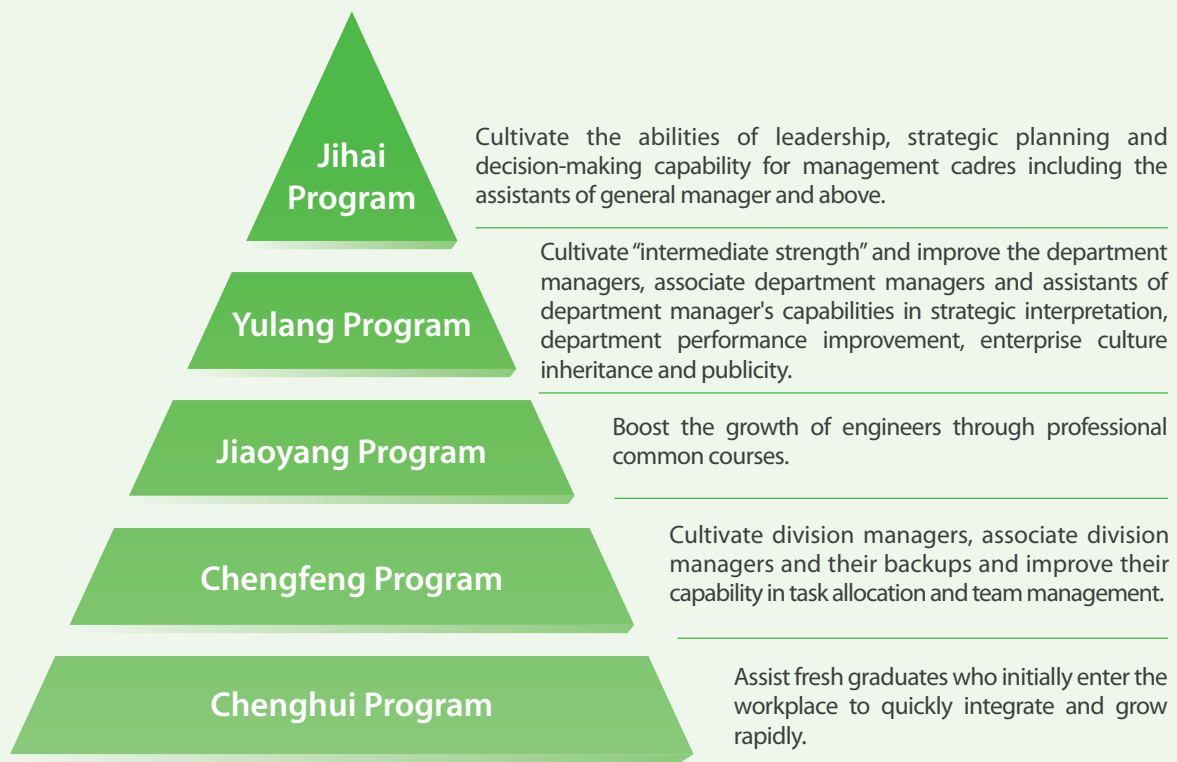 Jihai
Program
Cultivate the abilities of leadership, strategic planning and
decision-making capability for management cadres including the
assistants of general manager and above.
Yulang Program
Cultivate “intermediate strength” and improve the department
managers, associate department managers and assistants of
department manager's capabilities in strategic interpretation,
department performance improvement, enterprise culture
inheritance and publicity.
Jiaoyang Program
Boost the growth of engineers through professional
common courses.
Chengfeng Program
Cultivate division managers, associate division
managers and their backups and improve their
capability in task allocation and team management.
Chenghui Program
Assist fresh graduates who initially enter the
workplace to quickly integrate and grow
rapidly.